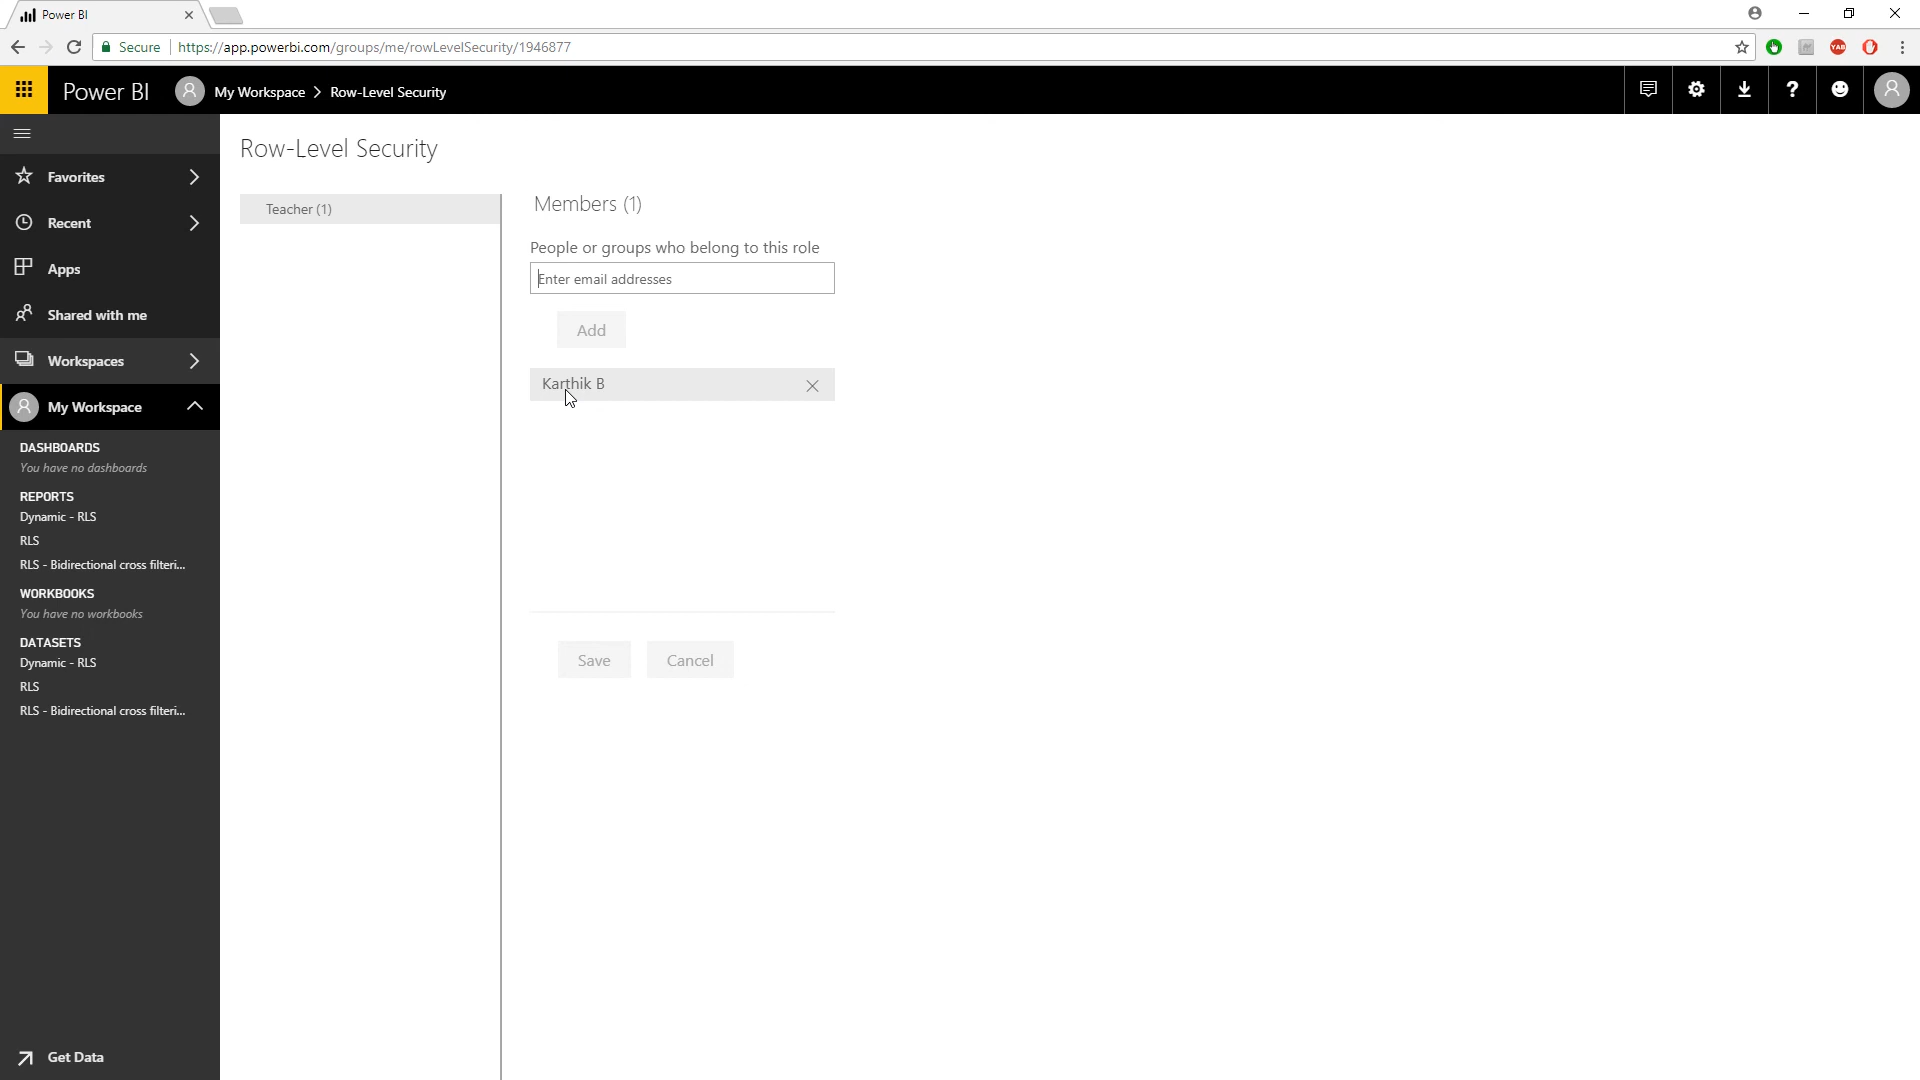 Power BI
Secure
https://app.powerbi.com/groups/me/rowLevelSecurity/1946877
YAB
Power BI
My Workspace > Row-Level Security
?
Favorites
Recent
Apps
Shared with me
Workspaces
My Workspace
DASHBOARDS
You have no dashboards
REPORTS
Dynamic - RLS
RLS
RLS - Bidirectional cross filteri...
WORKBOOKS
You have no workbooks
DATASETS
Dynamic - RLS
RLS
RLS - Bidirectional cross filteri...
Get Data
Row-Level Security
Teacher (1)
Members (1)
People or groups who belong to this role
Enter email addresses
Add
Karthik B
Save
Cancel